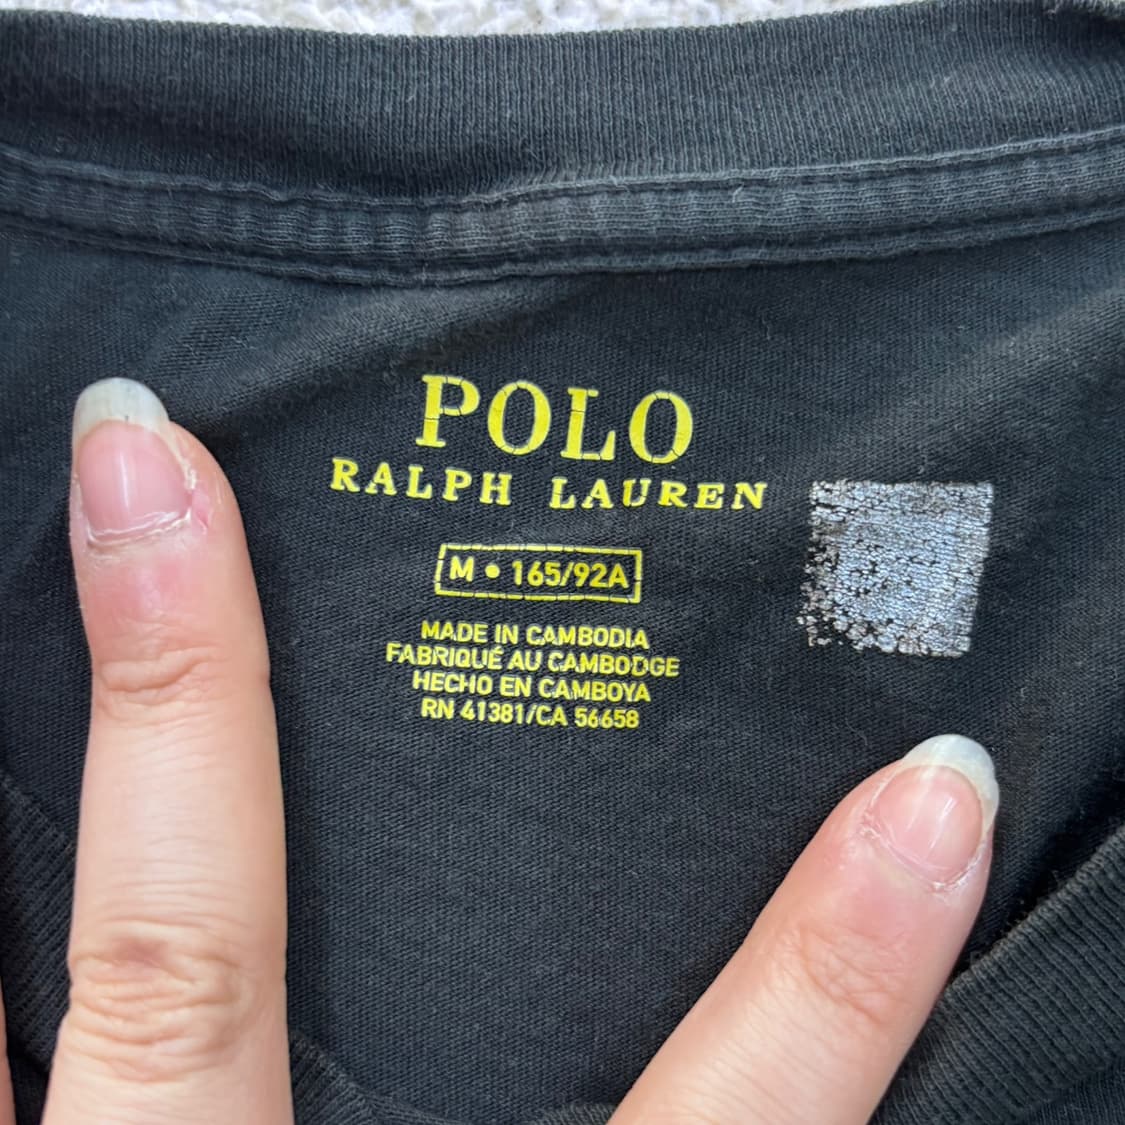 POLO
RALPH LAUREN
M • 165/92A
MADE IN CAMBODIA
FABRIQUÉ AU CAMBODGE
HECHO EN CAMBOYA
RN 41381/CA 56658